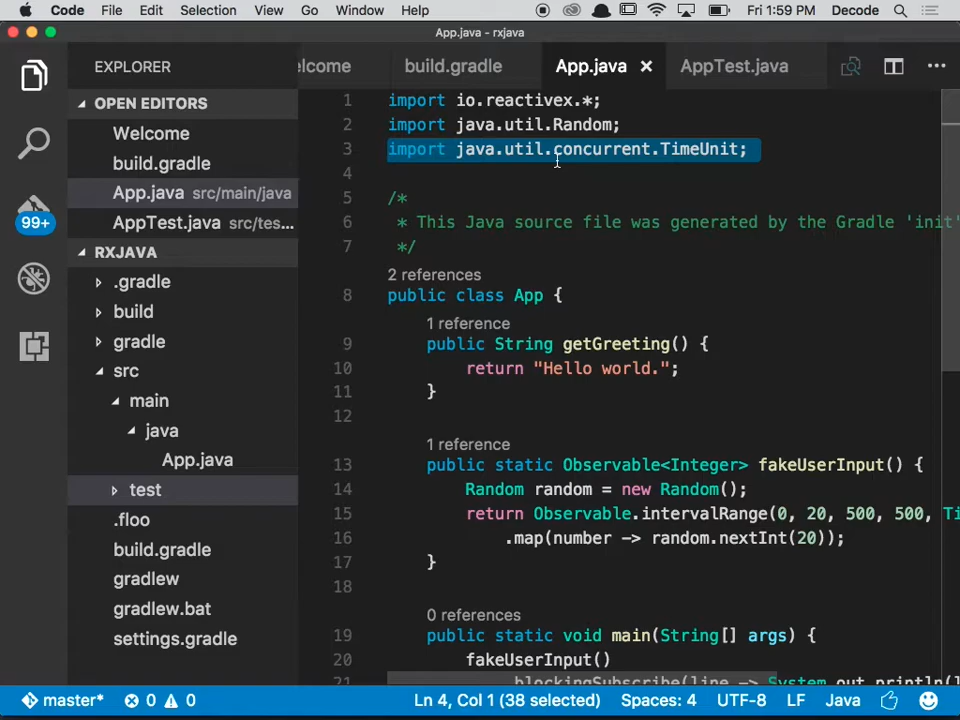 Code File Edit Selection View Go Window Help Fri 1:59 PM Decode
App.java - rxjava
EXPLORER
elcome build.gradle App.java × AppTest.java
OPEN EDITORS
Welcome
build.gradle
App.java src/main/java
AppTest.java src/tes...
99+
RXJAVA
.gradle
build
gradle
src
main
java
App.java
test
.floo
build.gradle
gradlew
gradlew.bat
settings.gradle
1 import io.reactivex.*;
2 import java.util.Random;
3 import java.util.concurrent.TimeUnit;
4
5 /*
6 * This Java source file was generated by the Gradle 'init'
7 */
2 references
8 public class App {
1 reference
9 public String getGreeting() {
10 return "Hello world.";
11 }
12
1 reference
13 public static Observable<Integer> fakeUserInput() {
14 Random random = new Random();
15 return Observable.intervalRange(0, 20, 500, 500, Ti
16 .map(number -> random.nextInt(20));
17 }
18
0 references
19 public static void main(String[] args) {
20 fakeUserInput()
21 .blockingSubscribe(line -> System.out.println(l
master* 0 0 Ln 4, Col 1 (38 selected) Spaces: 4 UTF-8 LF Java